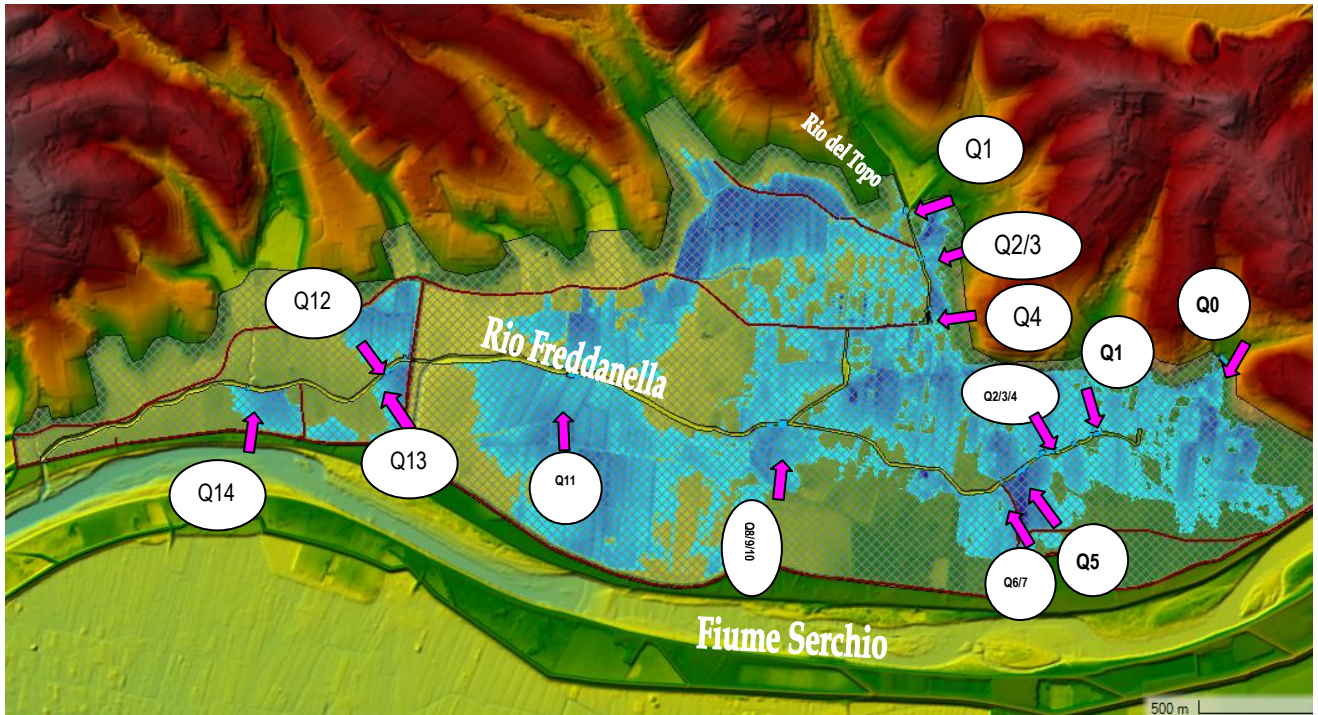 Rio del Topo
Q1
Q2/3
Q4
Q0
Q12
Rio Freddanella
Q1
Q2/3/4
Q13
Q14
Q11
Q8/9/10
Q6/7
Q5
Fiume Serchio
500 m